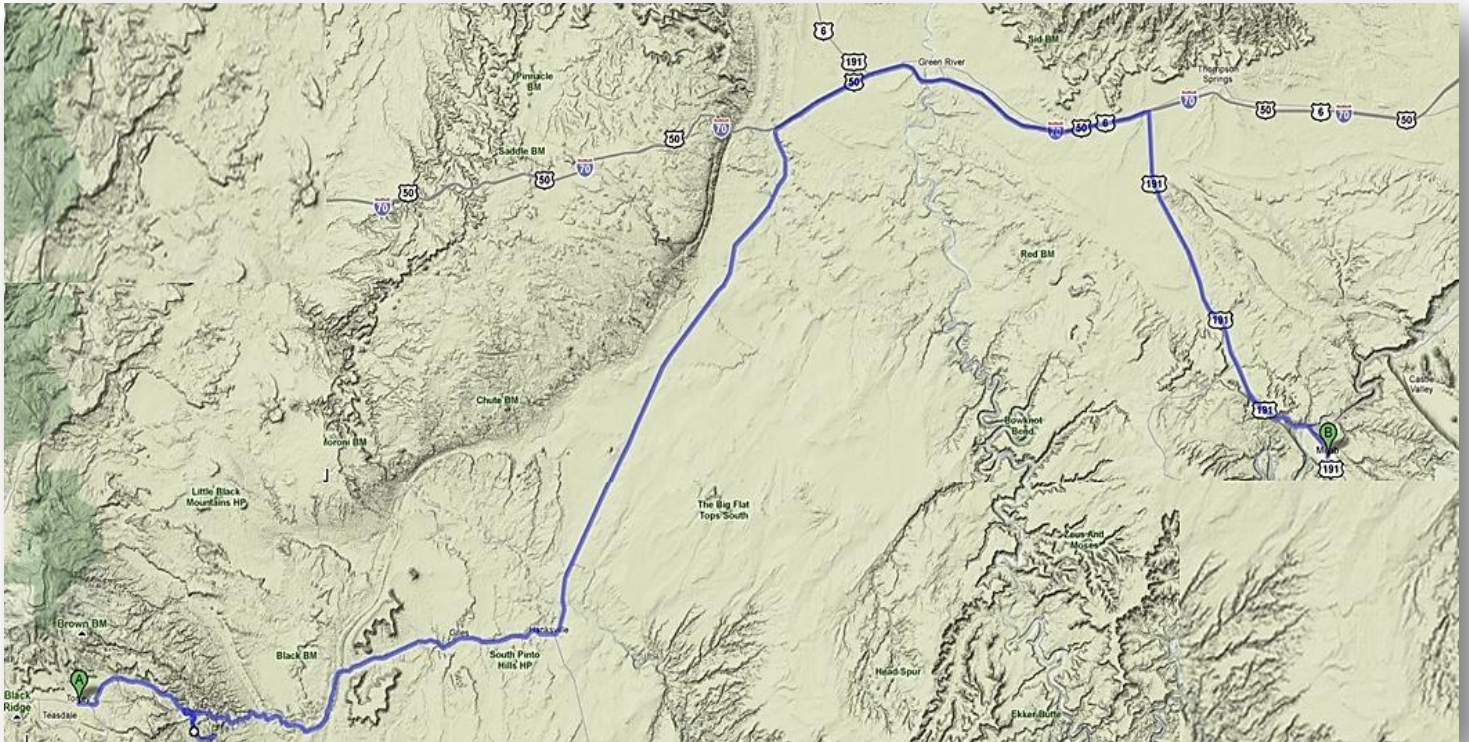 6
191
50
Green River
Sid BM
Thompson
Springs
Pinnacle
BM
70
50
6
70
50
6
70
50
70
50
Saddle BM
70
50
50
70
191
Red BM
191
Castle
Valley
Chute BM
191
Bowknot
Bend
B
Moab
191
Little Black
Mountains HP
The Big Flat
Tops South
Zeus And
Moses
Brown BM
Giles
Hanksville
Black BM
South Pinto
Hills HP
Head Spur
A
Black
Ridge
Teasdale
Ekker Butte